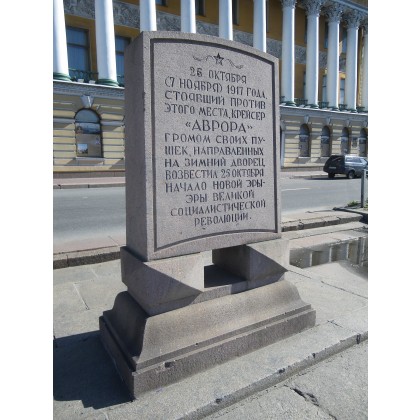 25 ОКТЯБРЯ
(7 НОЯБРЯ) 1917 ГОДА
СТОЯВШИЙ ПРОТИВ
ЭТОГО МЕСТА, КРЕЙСЕР
«АВРОРА»
ГРОМОМ СВОИХ ПУ-
ШЕК, НАПРАВЛЕННЫХ
НА ЗИМНИЙ ДВОРЕЦ,
ВОЗВЕСТИЛ 25 ОКТЯБРЯ
НАЧАЛО НОВОЙ ЭРЫ-
ЭРЫ ВЕЛИКОЙ
СОЦИАЛИСТИЧЕСКОЙ
РЕВОЛЮЦИИ.